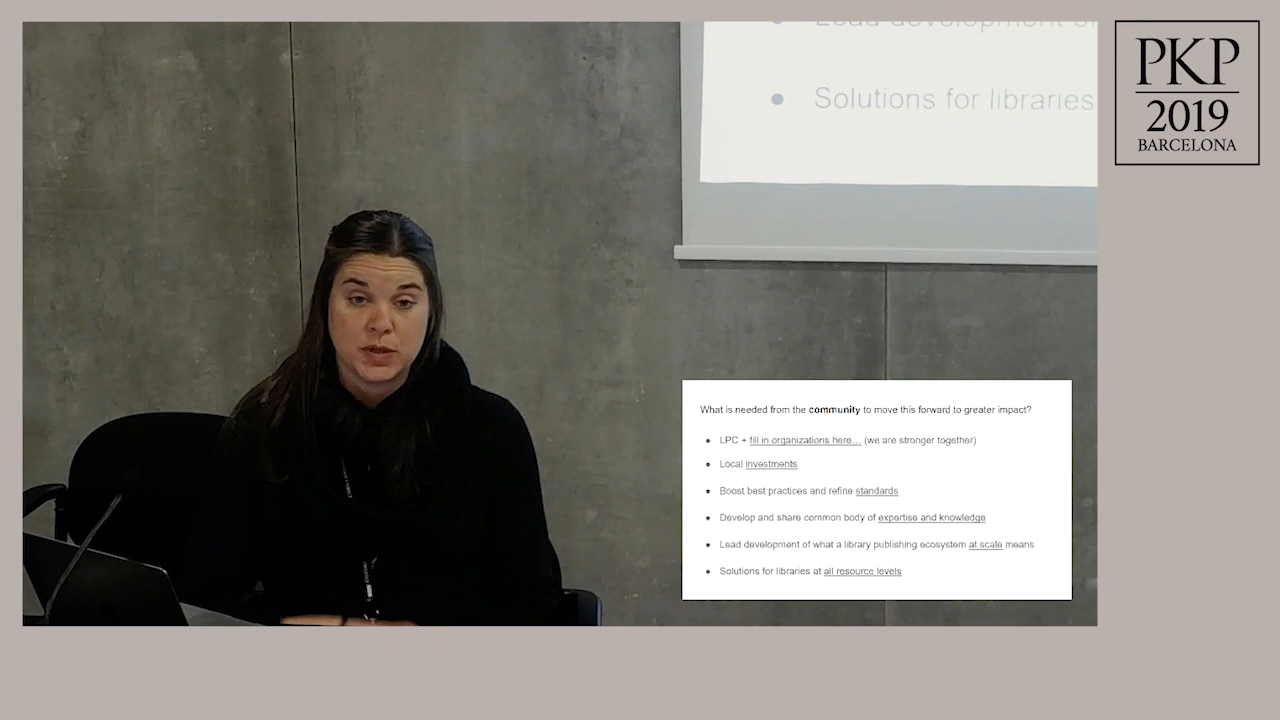 Solutions for libraries
PKP
2019
BARCELONA
What is needed from the community to move this forward to greater impact?
• LPC + fill in organizations here... (we are stronger together)
• Local investments
• Boost best practices and refine standards
• Develop and share common body of expertise and knowledge
• Lead development of what a library publishing ecosystem at scale means
• Solutions for libraries at all resource levels